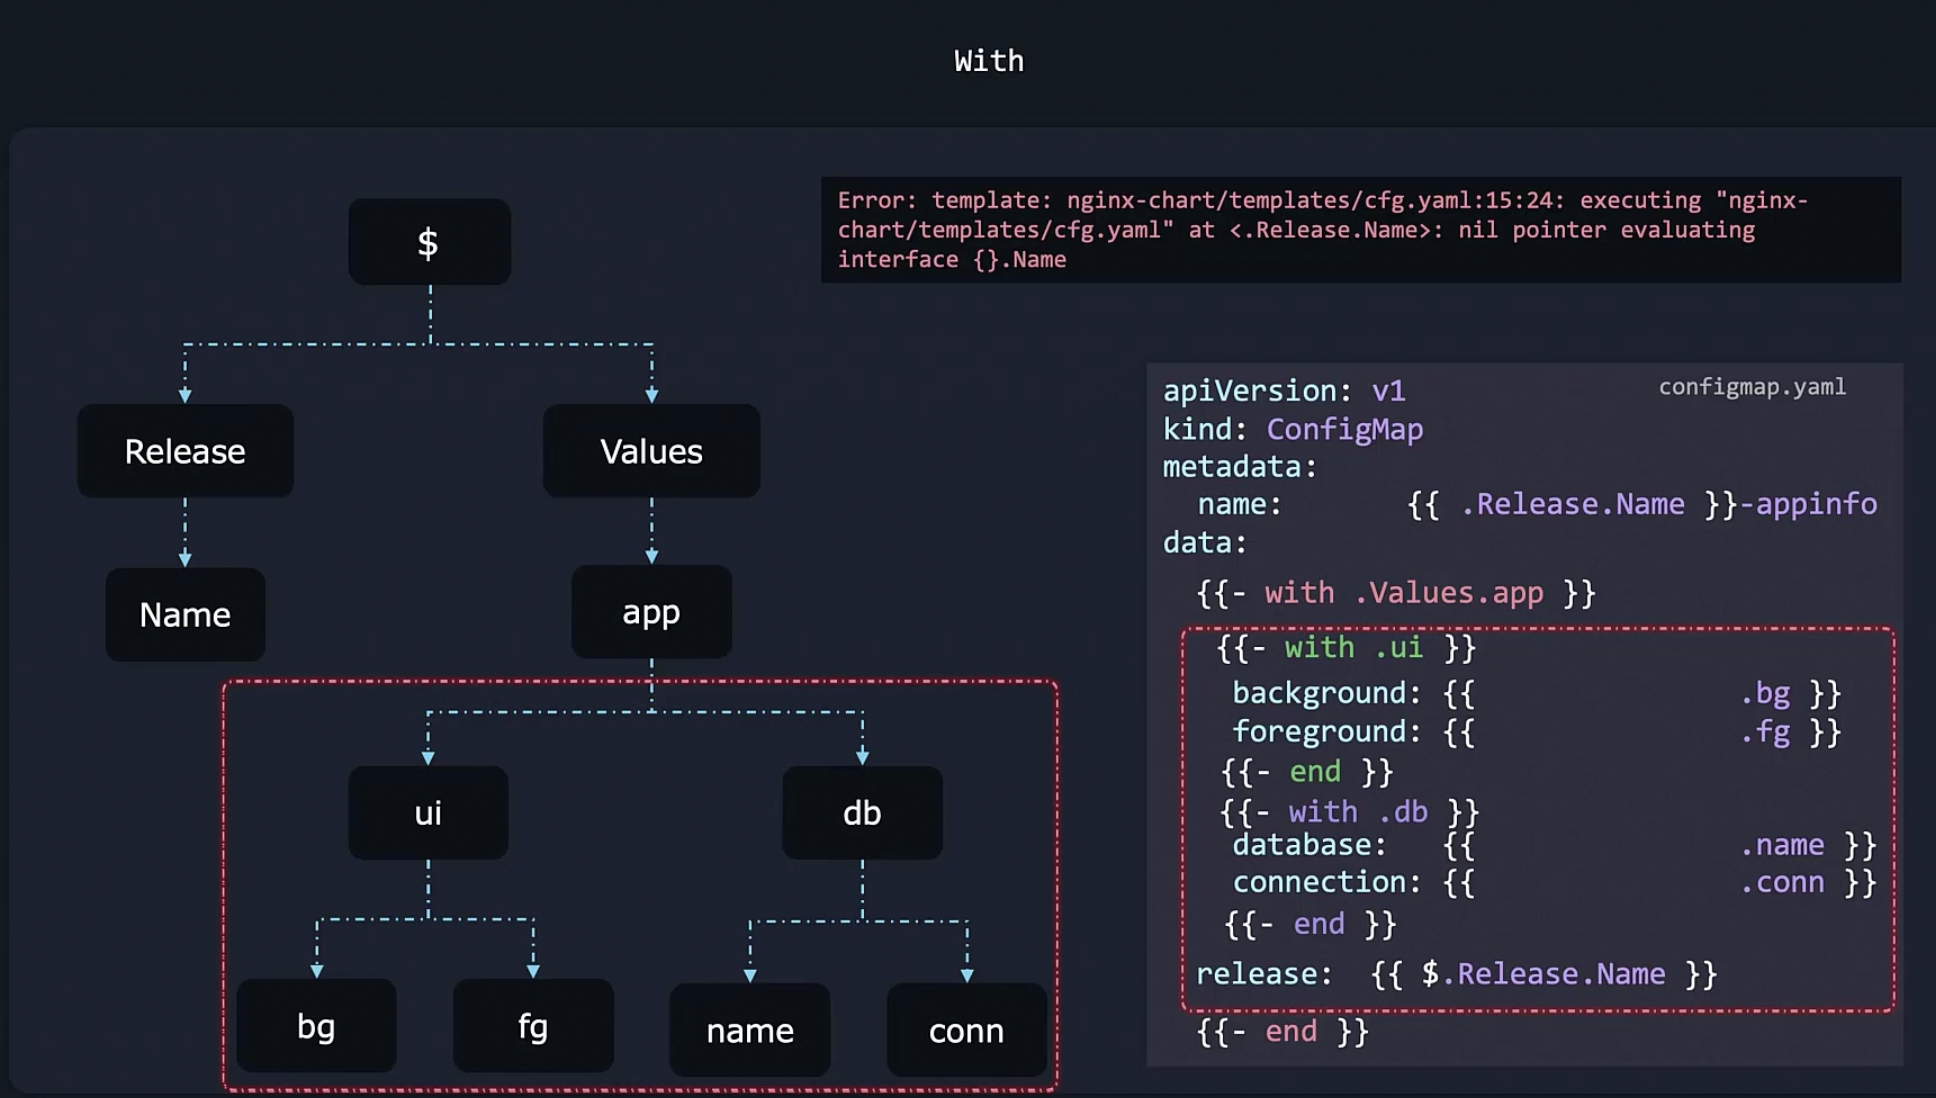 With
$
Release
Values
Name
app
ui
db
bg
fg
name
conn
Error: template: nginx-chart/templates/cfg.yaml:15:24: executing "nginx-
chart/templates/cfg.yaml" at <.Release.Name>: nil pointer evaluating
interface {}.Name
configmap.yaml
apiVersion: v1
kind: ConfigMap
metadata:
  name: {{ .Release.Name }}-appinfo
data:
  {{- with .Values.app }}
    {{- with .ui }}
    background: {{ .bg }}
    foreground: {{ .fg }}
    {{- end }}
    {{- with .db }}
    database: {{ .name }}
    connection: {{ .conn }}
    {{- end }}
  release: {{ $.Release.Name }}
  {{- end }}